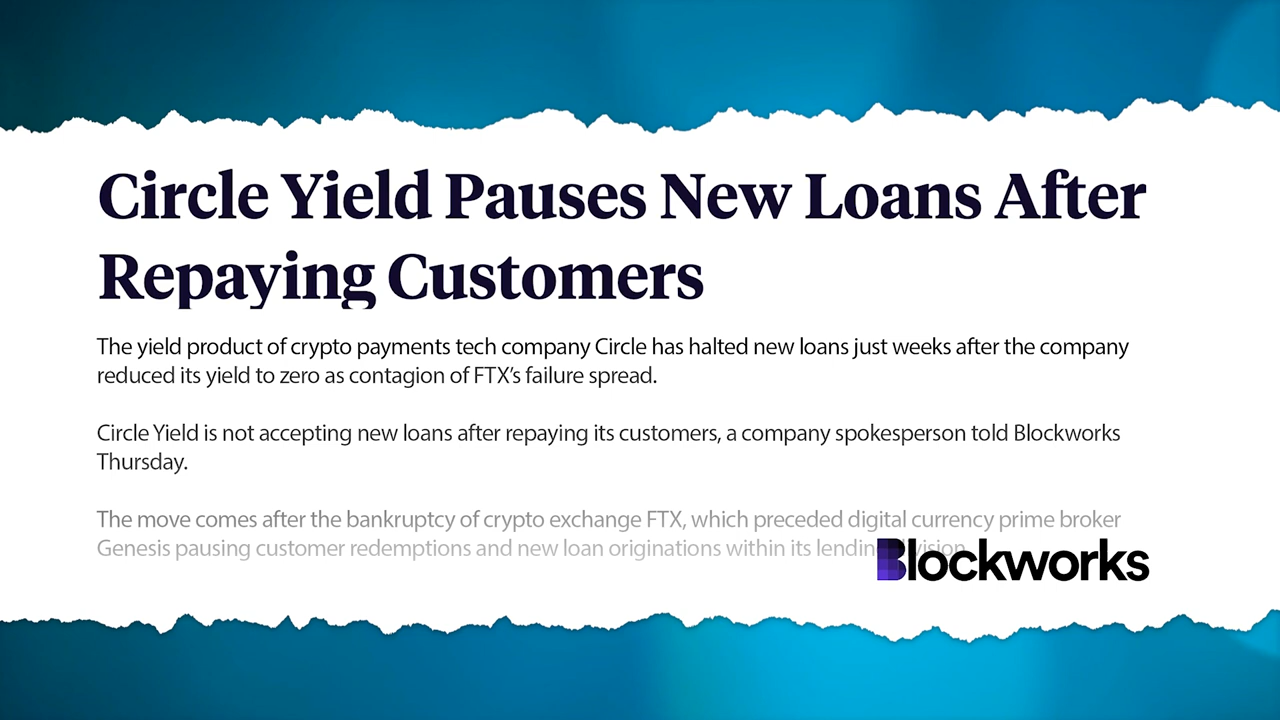 Circle Yield Pauses New Loans After
Repaying Customers
The yield product of crypto payments tech company Circle has halted new loans just weeks after the company
reduced its yield to zero as contagion of FTX’s failure spread.
Circle Yield is not accepting new loans after repaying its customers, a company spokesperson told Blockworks
Thursday.
The move comes after the bankruptcy of crypto exchange FTX, which preceded digital currency prime broker
Genesis pausing customer redemptions and new loan originations within its lending division.
Blockworks